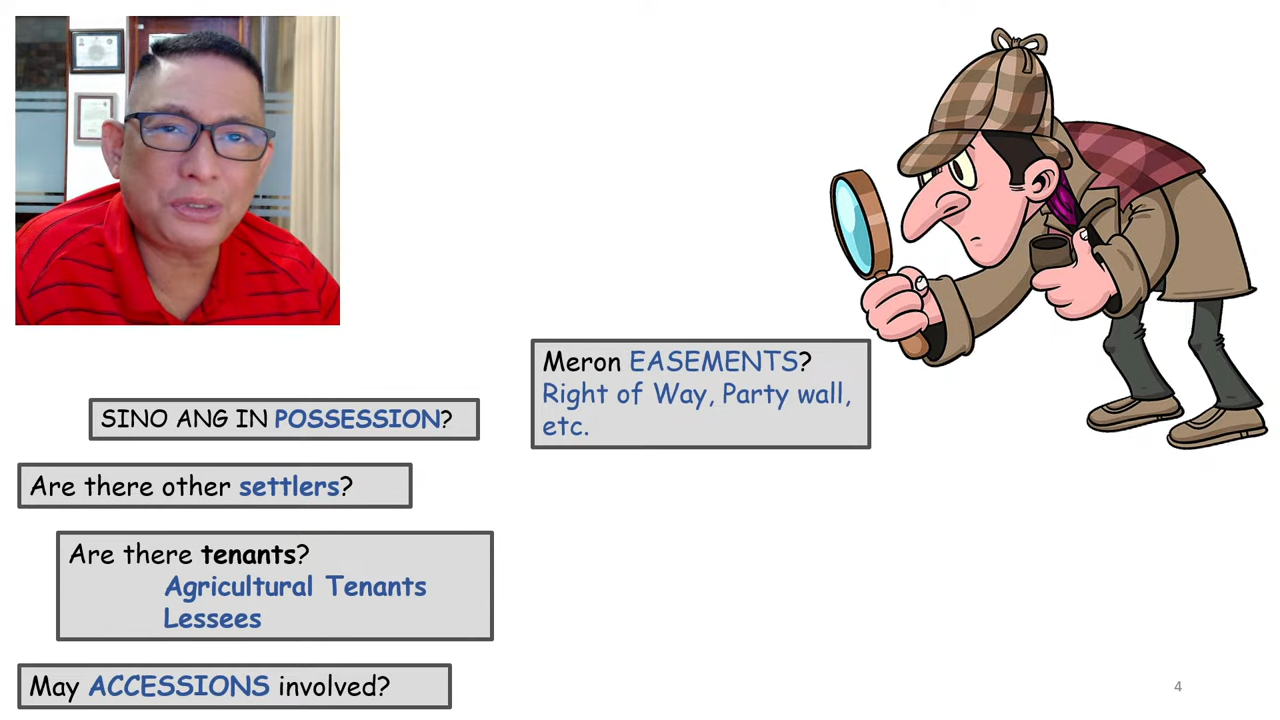 SINO ANG IN POSSESSION?
Are there other settlers?
Are there tenants?
Agricultural Tenants
Lessees
May ACCESSIONS involved?
Meron EASEMENTS?
Right of Way, Party wall,
etc.
4